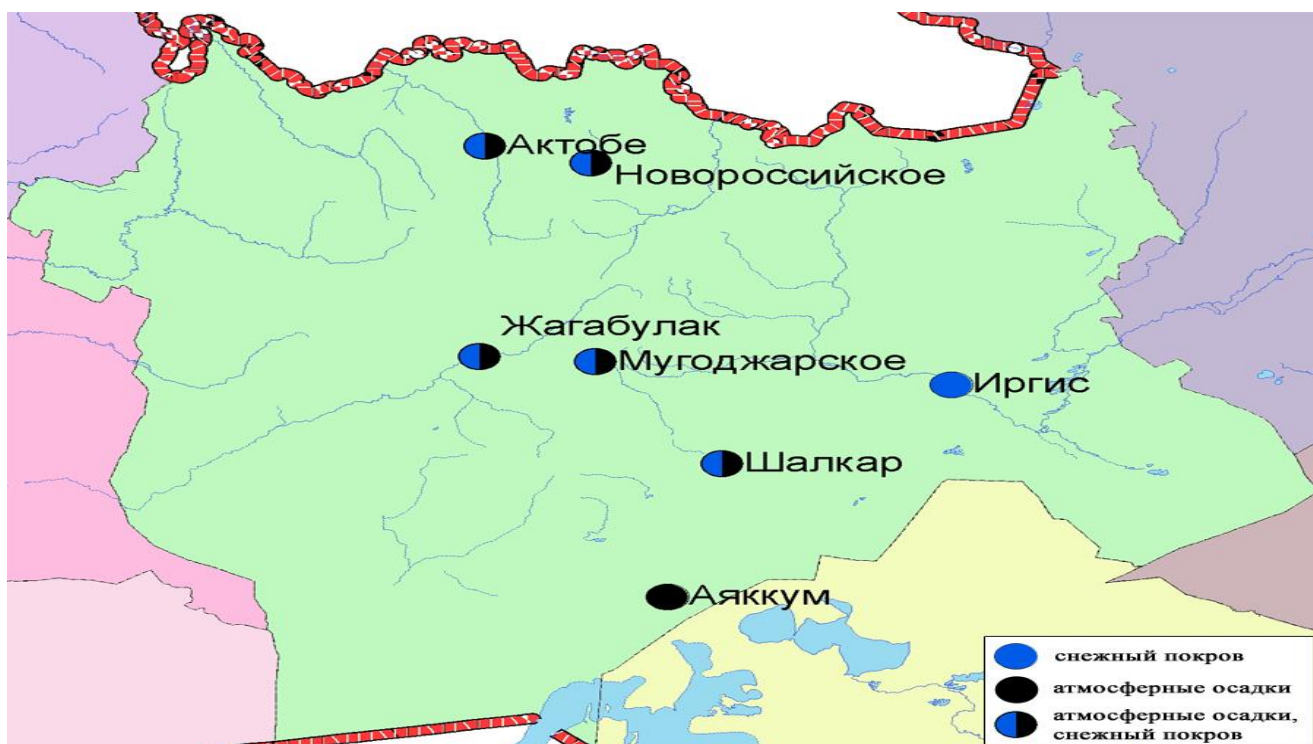 Актобе
Новороссийское
Жагабулак
Мугоджарское
Иргис
Шалкар
Аяккум
снежный покров
атмосферные осадки
атмосферные осадки,
снежный покров